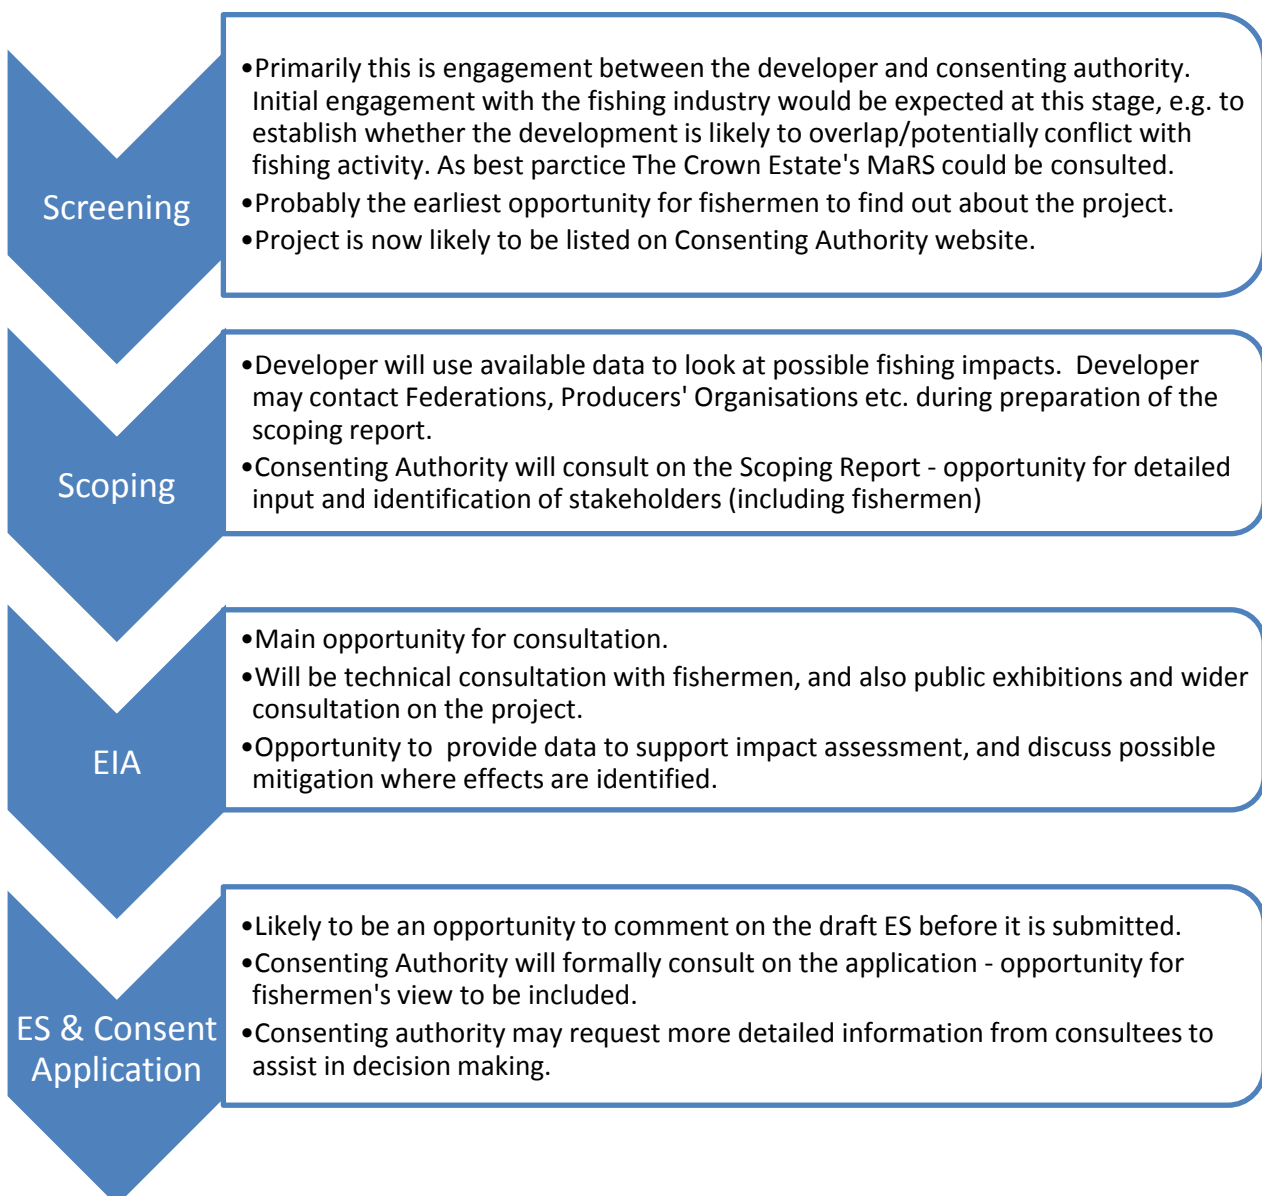 Screening
•Primarily this is engagement between the developer and consenting authority.
Initial engagement with the fishing industry would be expected at this stage, e.g. to
establish whether the development is likely to overlap/potentially conflict with
fishing activity. As best parctice The Crown Estate's MaRS could be consulted.
•Probably the earliest opportunity for fishermen to find out about the project.
•Project is now likely to be listed on Consenting Authority website.
Scoping
•Developer will use available data to look at possible fishing impacts.  Developer
may contact Federations, Producers' Organisations etc. during preparation of the
scoping report.
•Consenting Authority will consult on the Scoping Report - opportunity for detailed
input and identification of stakeholders (including fishermen)
EIA
•Main opportunity for consultation.
•Will be technical consultation with fishermen, and also public exhibitions and wider
consultation on the project.
•Opportunity to  provide data to support impact assessment, and discuss possible
mitigation where effects are identified.
ES & Consent
Application
•Likely to be an opportunity to comment on the draft ES before it is submitted.
•Consenting Authority will formally consult on the application - opportunity for
fishermen's view to be included.
•Consenting authority may request more detailed information from consultees to
assist in decision making.